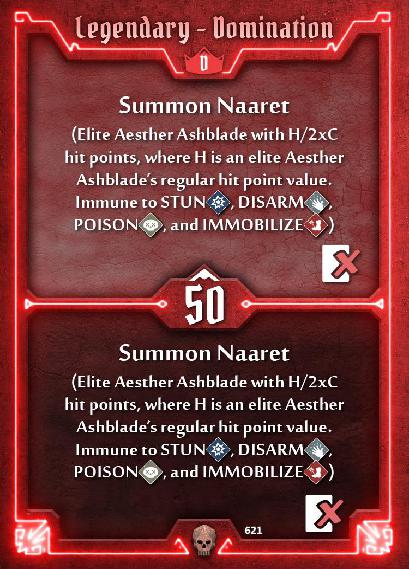 Legendary - Domination
D
Summon Naaret
(Elite Aesther Ashblade with H/2xC
hit points, where H is an elite Aesther
Ashblade's regular hit point value.
Immune to STUN, DISARM,
POISON, and IMMOBILIZE)
50
Summon Naaret
(Elite Aesther Ashblade with H/2xC
hit points, where H is an elite Aesther
Ashblade's regular hit point value.
Immune to STUN, DISARM,
POISON, and IMMOBILIZE)
621